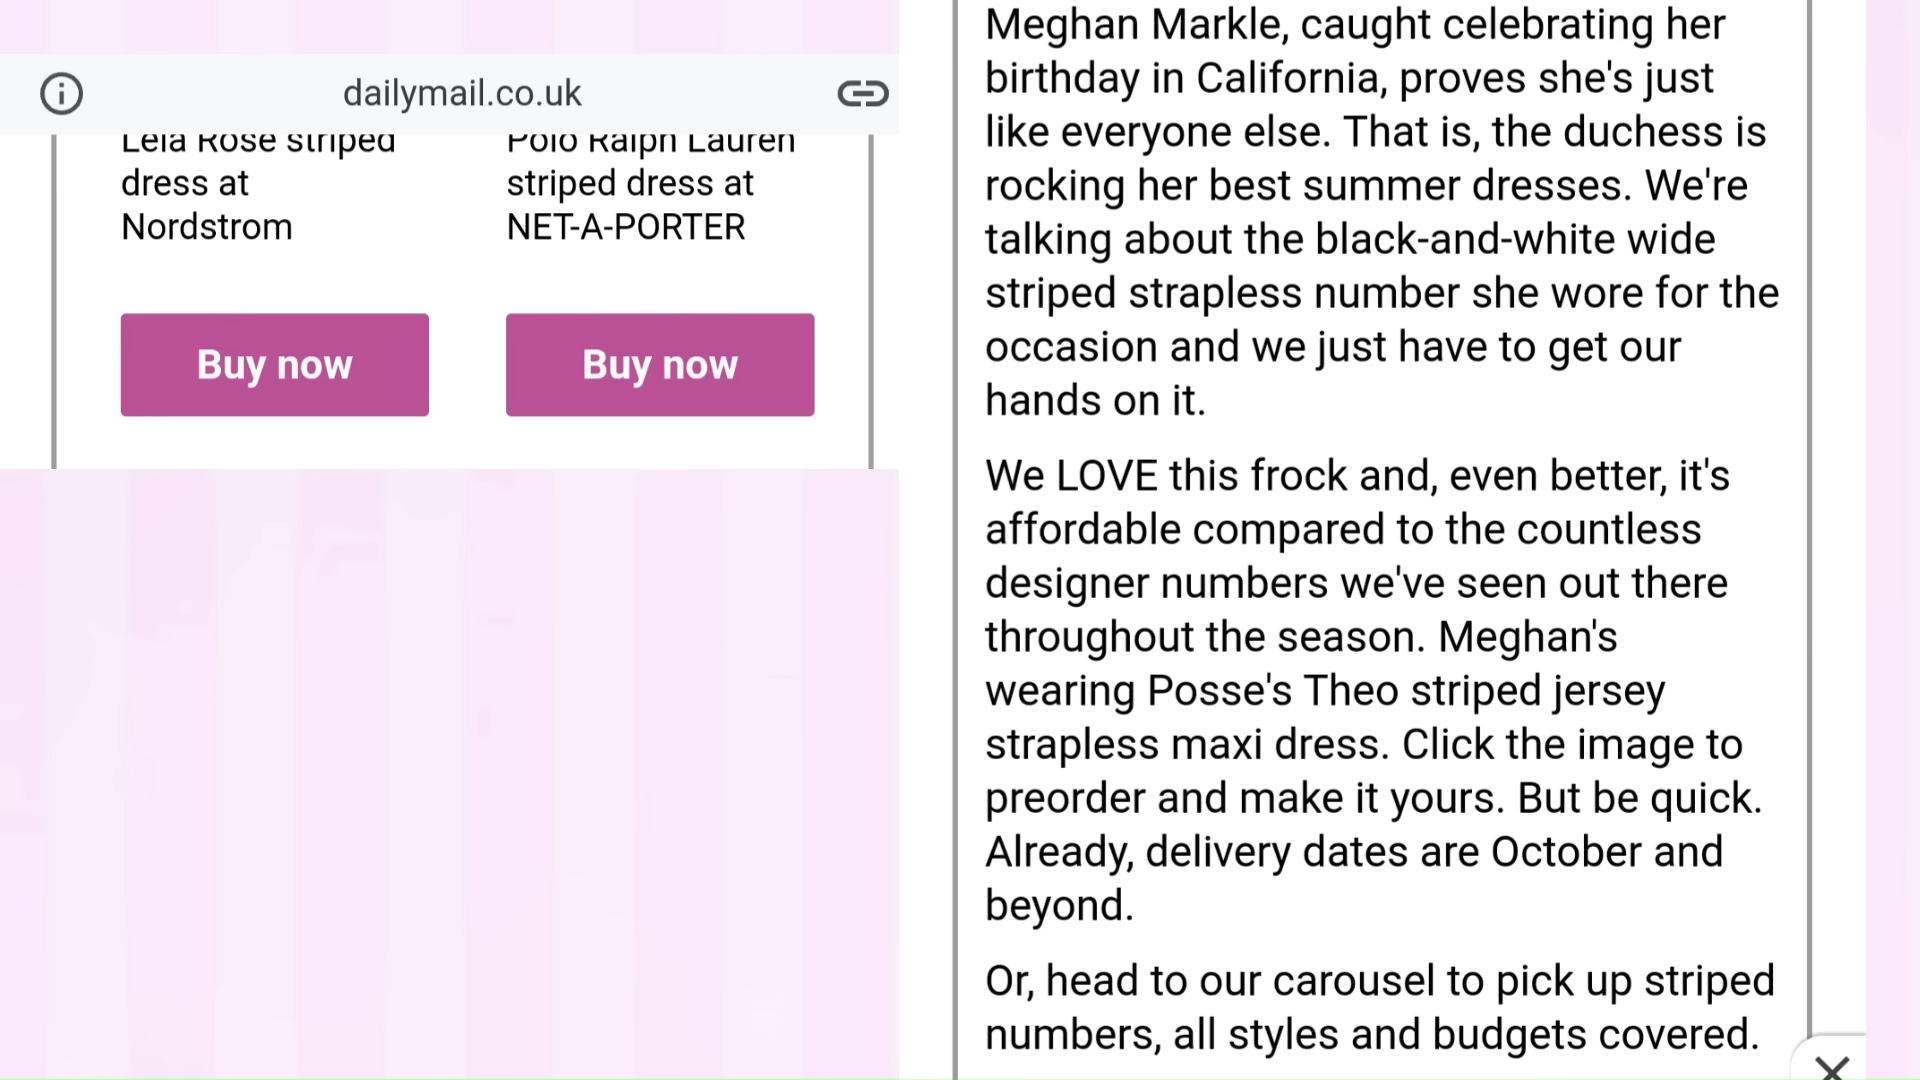 dailymail.co.uk
Lela Rose striped
dress at
Nordstrom
Buy now
Polo Ralph Lauren
striped dress at
NET-A-PORTER
Buy now
Meghan Markle, caught celebrating her
birthday in California, proves she's just
like everyone else. That is, the duchess is
rocking her best summer dresses. We're
talking about the black-and-white wide
striped strapless number she wore for the
occasion and we just have to get our
hands on it.
We LOVE this frock and, even better, it's
affordable compared to the countless
designer numbers we've seen out there
throughout the season. Meghan's
wearing Posse's Theo striped jersey
strapless maxi dress. Click the image to
preorder and make it yours. But be quick.
Already, delivery dates are October and
beyond.
Or, head to our carousel to pick up striped
numbers, all styles and budgets covered.